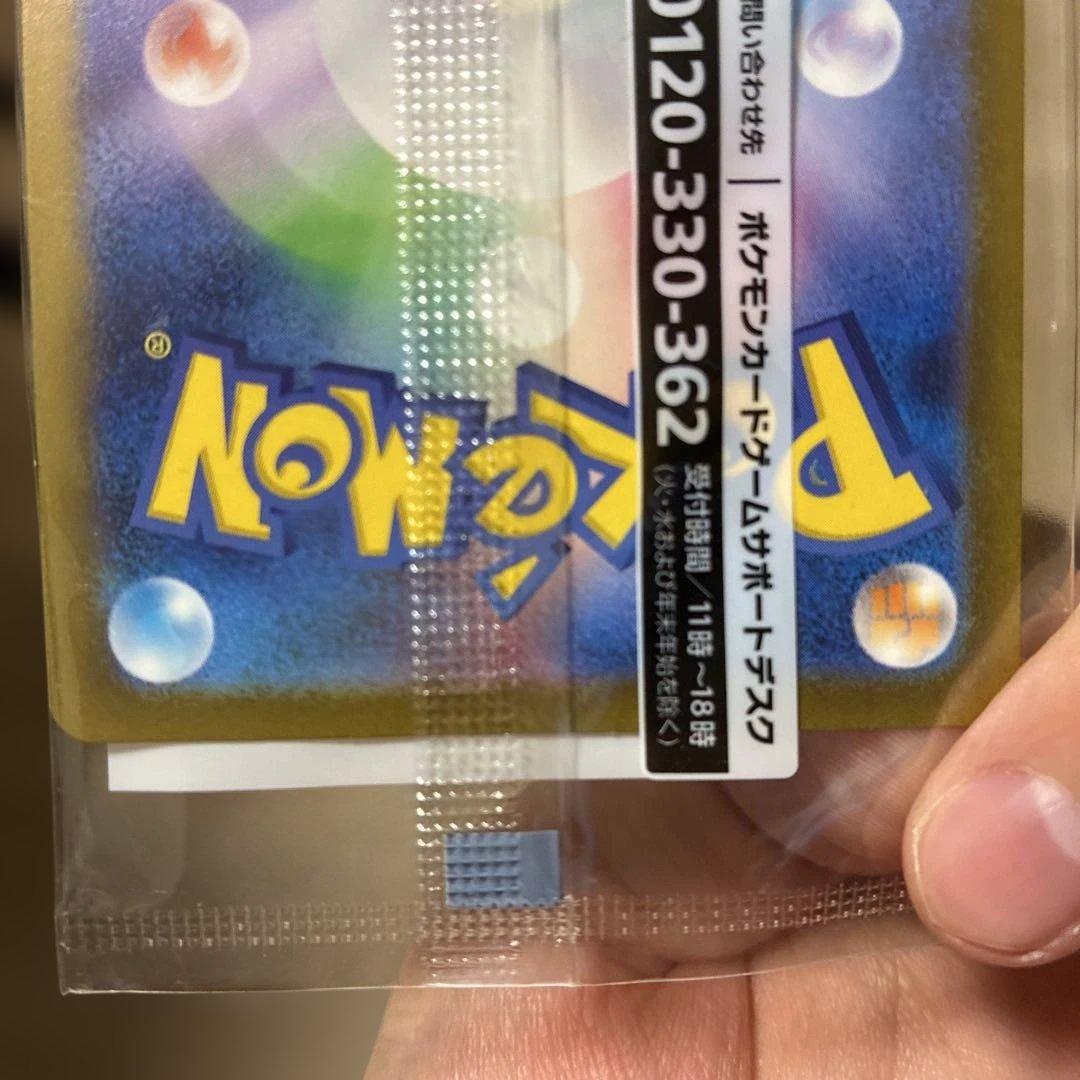 問い合わせ先 | ポケモンカードゲームサポートデスク
0120-330-362
受付時間/11時~18時
(火・水および年末年始を除く)
Pokémon®